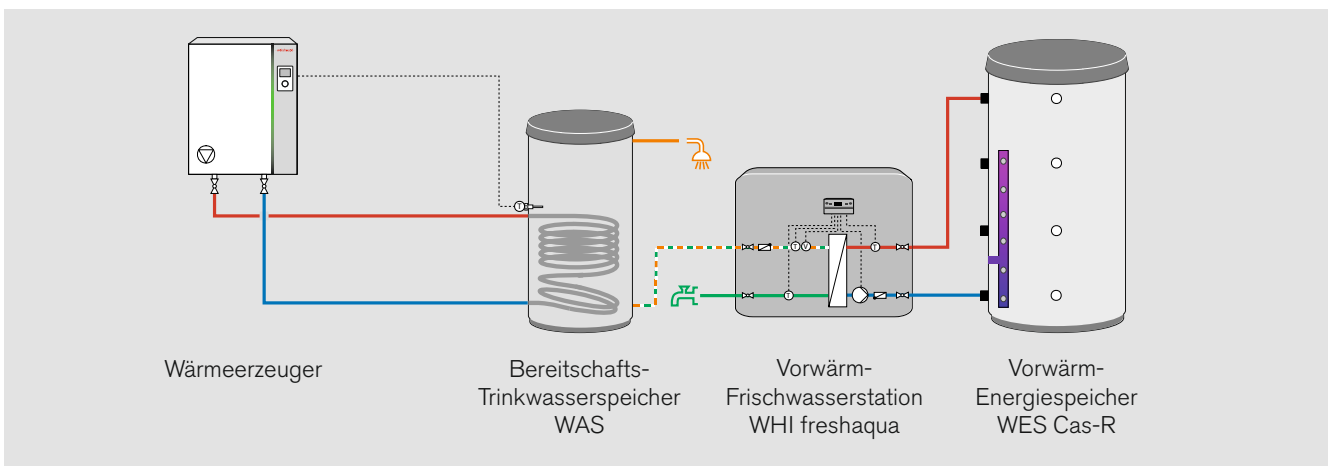 T
T
V
T
T
Wärmeerzeuger
Bereitschafts-
Trinkwasserspeicher
WAS
Vorwärm-
Frischwasserstation
WHI freshaqua
Vorwärm-
Energiespeicher
WES Cas-R